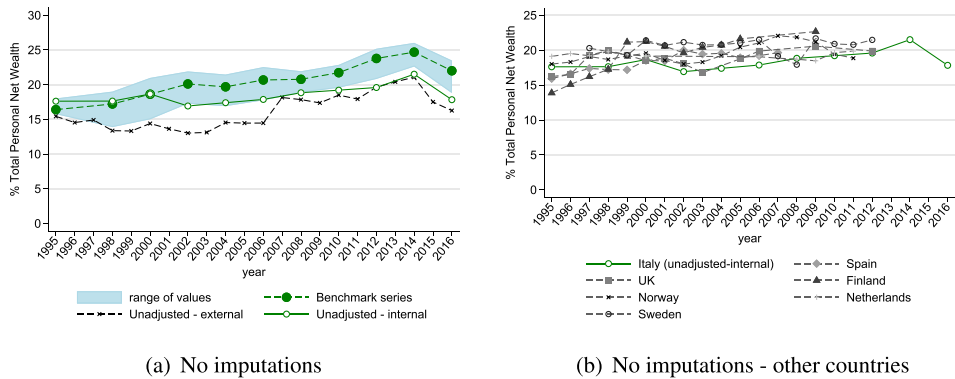 % Total Personal Net Wealth
30
25
20
15
10
5
0
1995 1996 1997 1998 1999 2000 2001 2002 2003 2004 2005 2006 2007 2008 2009 2010 2011 2012 2013 2014 2015 2016
year
range of values Benchmark series
Unadjusted - external Unadjusted - internal
(a) No imputations
% Total Personal Net Wealth
25
20
15
10
5
0
1995 1996 1997 1998 1999 2000 2001 2002 2003 2004 2005 2006 2007 2008 2009 2010 2011 2012 2013 2014 2015 2016
year
Italy (unadjusted-internal) Spain
UK Finland
Norway Netherlands
Sweden
(b) No imputations - other countries